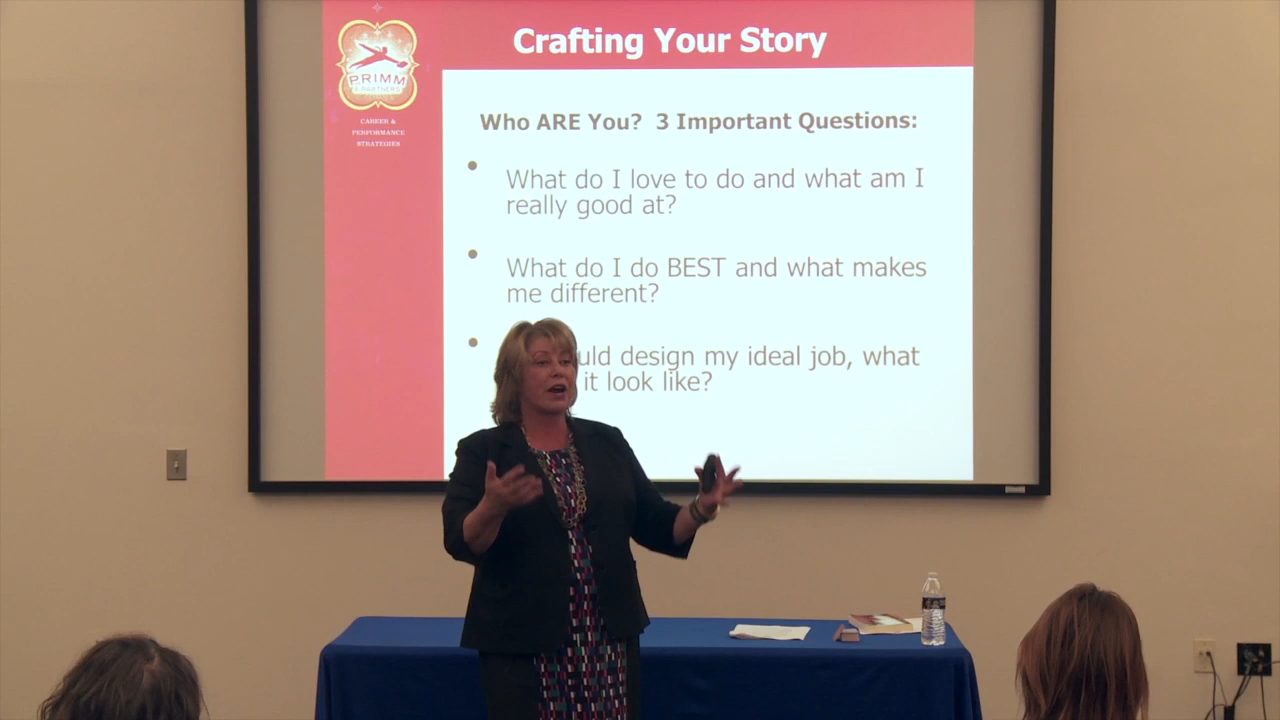 Crafting Your Story
PRIMM
& PARTNERS
CAREER &
PERFORMANCE
STRATEGIES
Who ARE You? 3 Important Questions:
• What do I love to do and what am I
really good at?
• What do I do BEST and what makes
me different?
• uld design my ideal job, what
it look like?